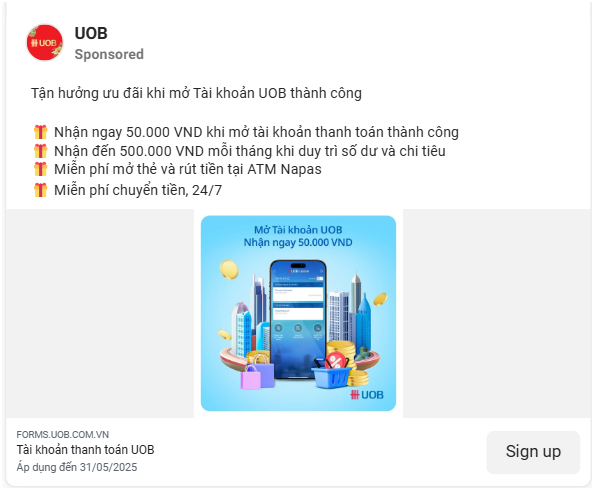 UOB
Sponsored
UOB
Tận hưởng ưu đãi khi mở Tài khoản UOB thành công
Nhận ngay 50.000 VND khi mở tài khoản thanh toán thành công
Nhận đến 500.000 VND mỗi tháng khi duy trì số dư và chi tiêu
Miễn phí mở thẻ và rút tiền tại ATM Napas
Miễn phí chuyển tiền, 24/7
Mở Tài khoản UOB
Nhận ngay 50.000 VND
UOB
FORMS.UOB.COM.VN
Tài khoản thanh toán UOB
Áp dụng đến 31/05/2025
Sign up